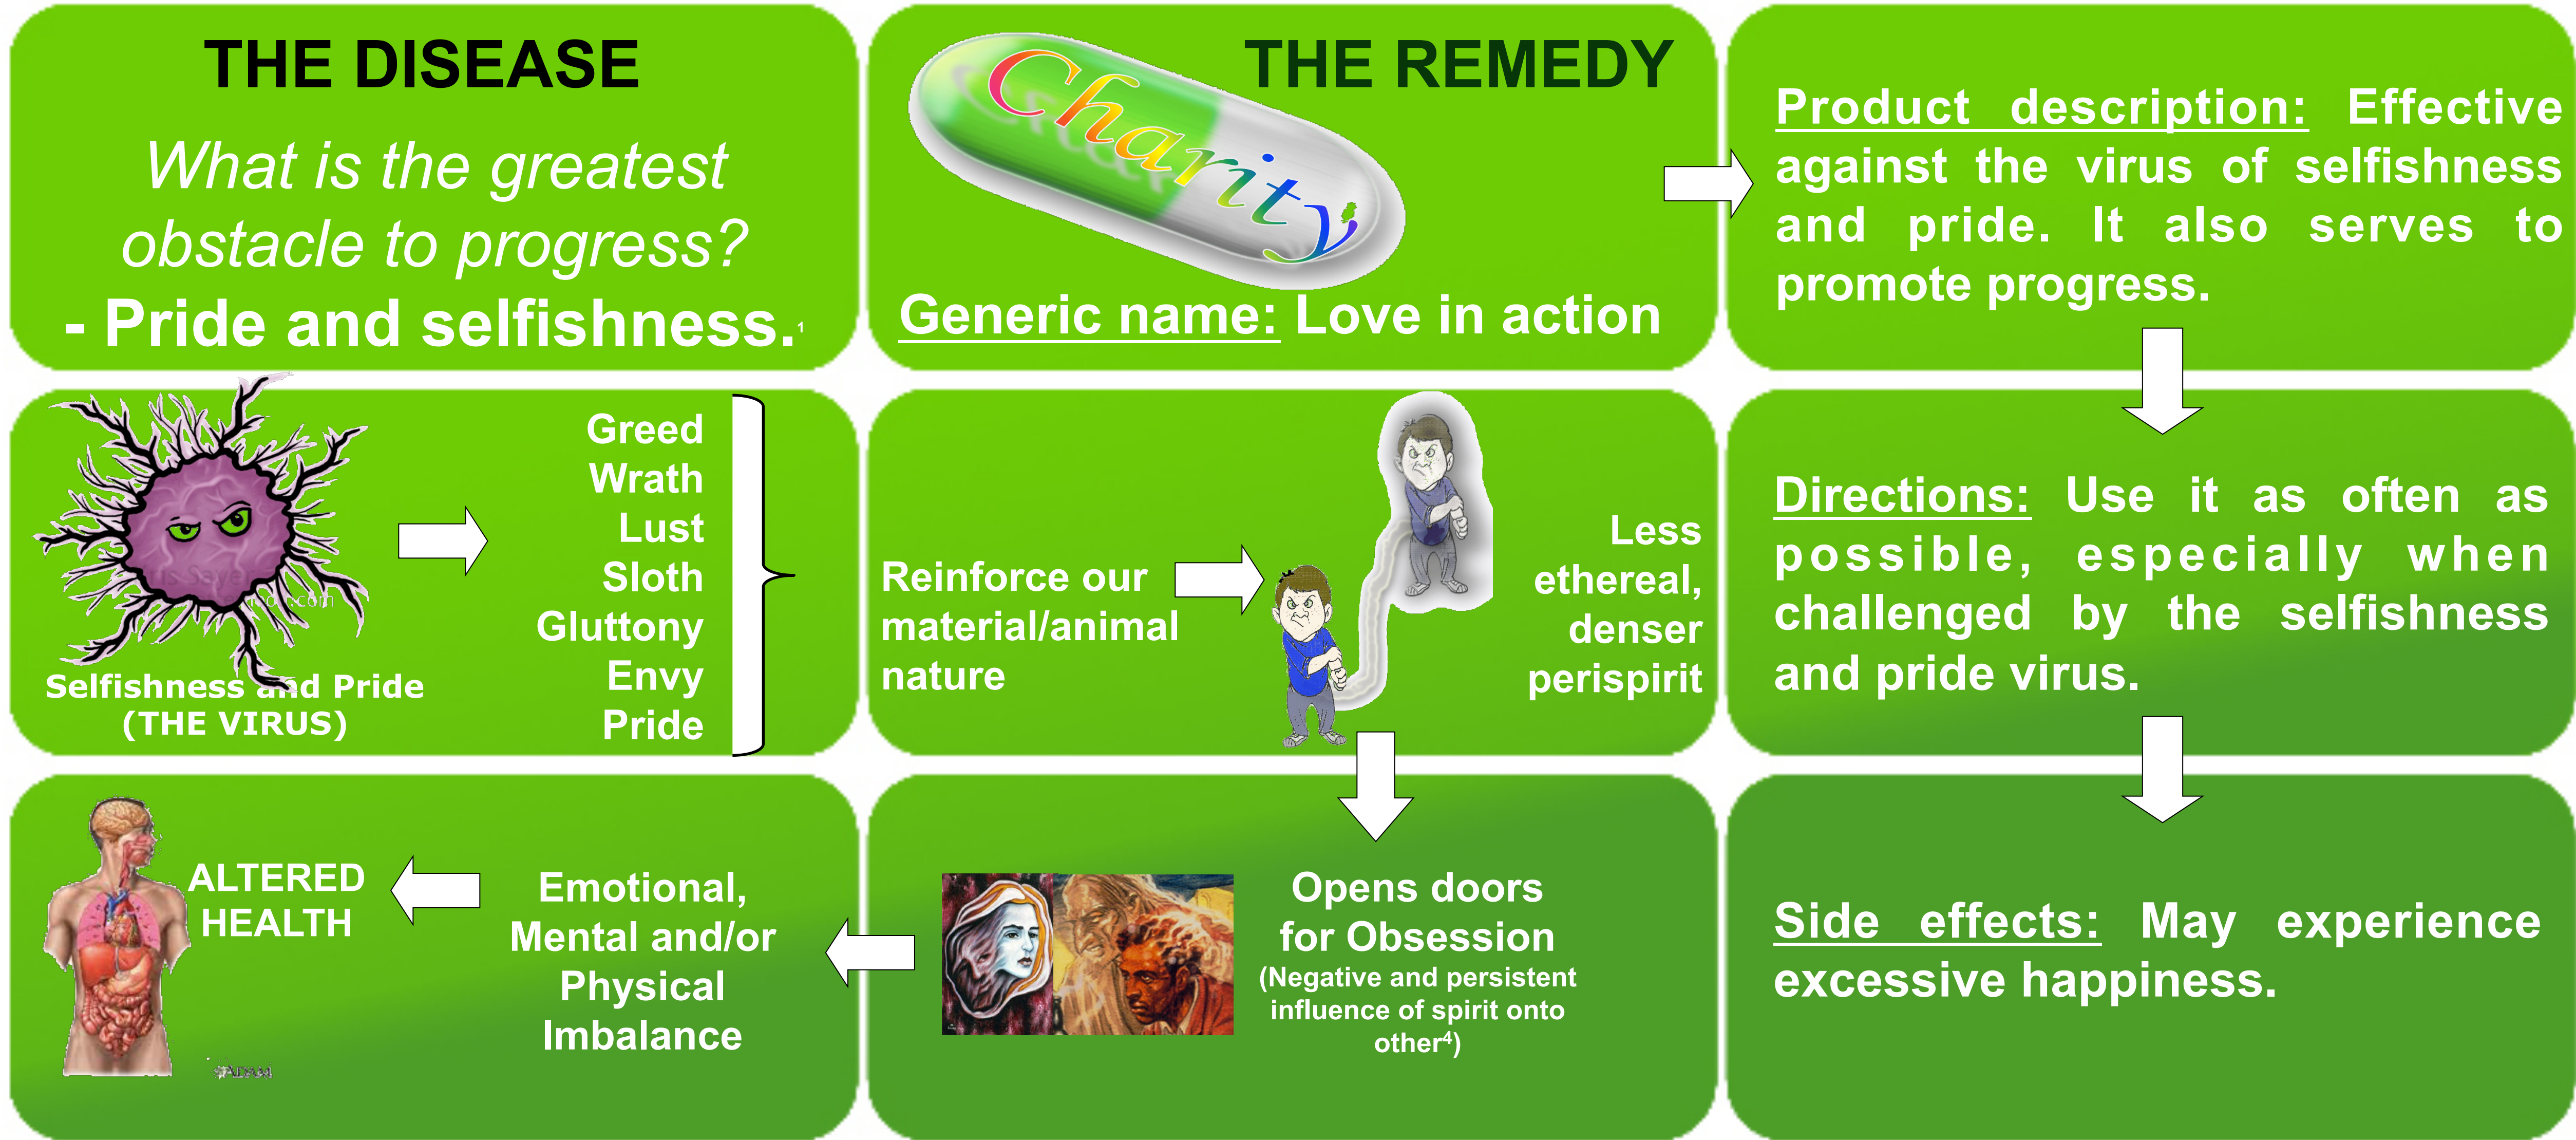 THE DISEASE
What is the greatest
obstacle to progress?
- Pride and selfishness.1
Charity
THE REMEDY
Generic name: Love in action
Product description: Effective
against the virus of selfishness
and pride. It also serves to
promote progress.
Selfishness and Pride
(THE VIRUS)
Greed
Wrath
Lust
Sloth
Gluttony
Envy
Pride
Reinforce our
material/animal
nature
Less
ethereal,
denser
perispirit
Directions: Use it as often as
possible, especially when
challenged by the selfishness
and pride virus.
ALTERED
HEALTH
Emotional,
Mental and/or
Physical
Imbalance
Opens doors
for Obsession
(Negative and persistent
influence of spirit onto
other4)
Side effects: May experience
excessive happiness.